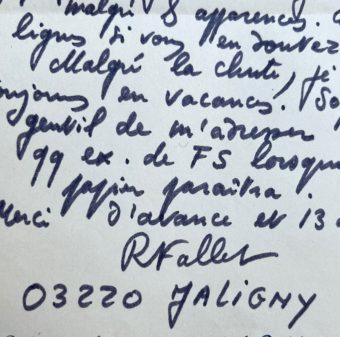 malgré 8 apparences.
lignes si vous en doutez
Malgré la chute, je
toujours en vacances! So
gentil de m'adresser
99 ex. de FS lorsque
papier paraîtra.
Merci d'avance et 13
RFallet
03220 JALIGNY